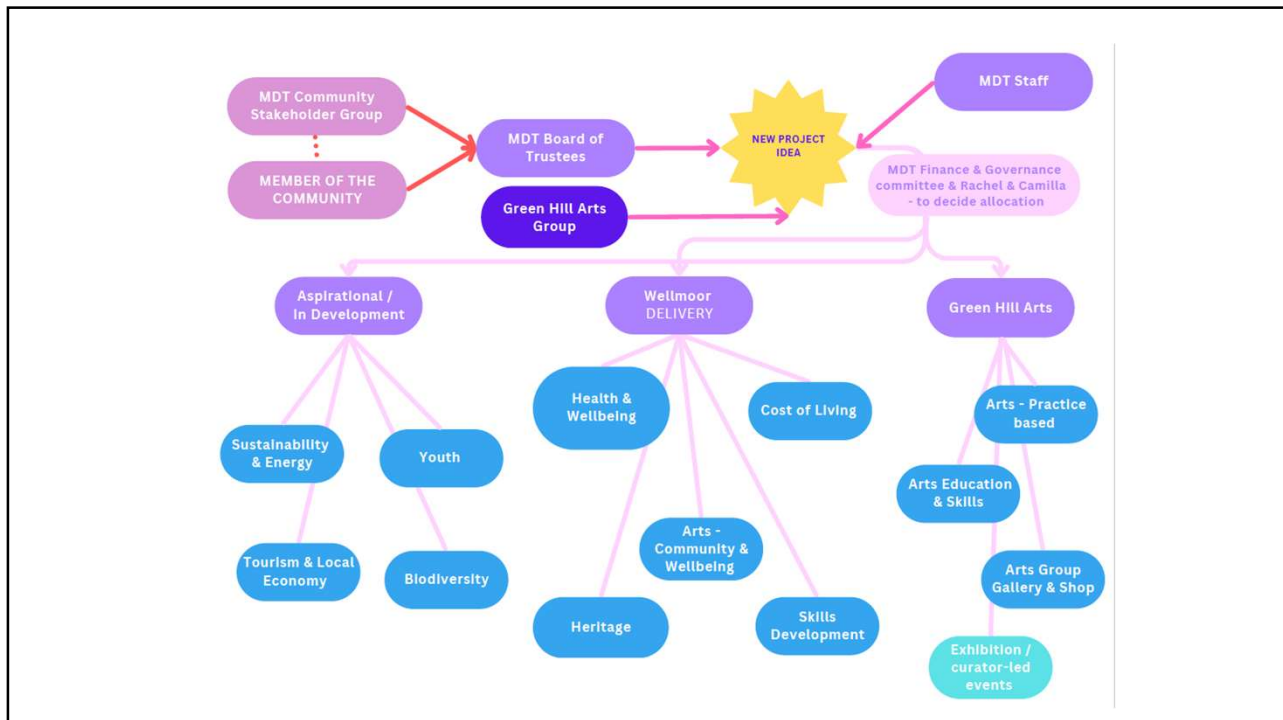 MDT Community
Stakeholder Group
MEMBER OF THE
COMMUNITY
MDT Board of
Trustees
Green Hill Arts
Group
NEW PROJECT
IDEA
MDT Staff
MDT Finance & Governance
committee & Rachel & Camilla
- to decide allocation
Aspirational /
In Development
Wellmoor
DELIVERY
Green Hill Arts
Sustainability
& Energy
Youth
Tourism & Local
Economy
Biodiversity
Health &
Wellbeing
Cost of Living
Arts -
Community &
Wellbeing
Heritage
Skills
Development
Arts - Practice
based
Arts Education
& Skills
Arts Group
Gallery & Shop
Exhibition /
curator-led
events